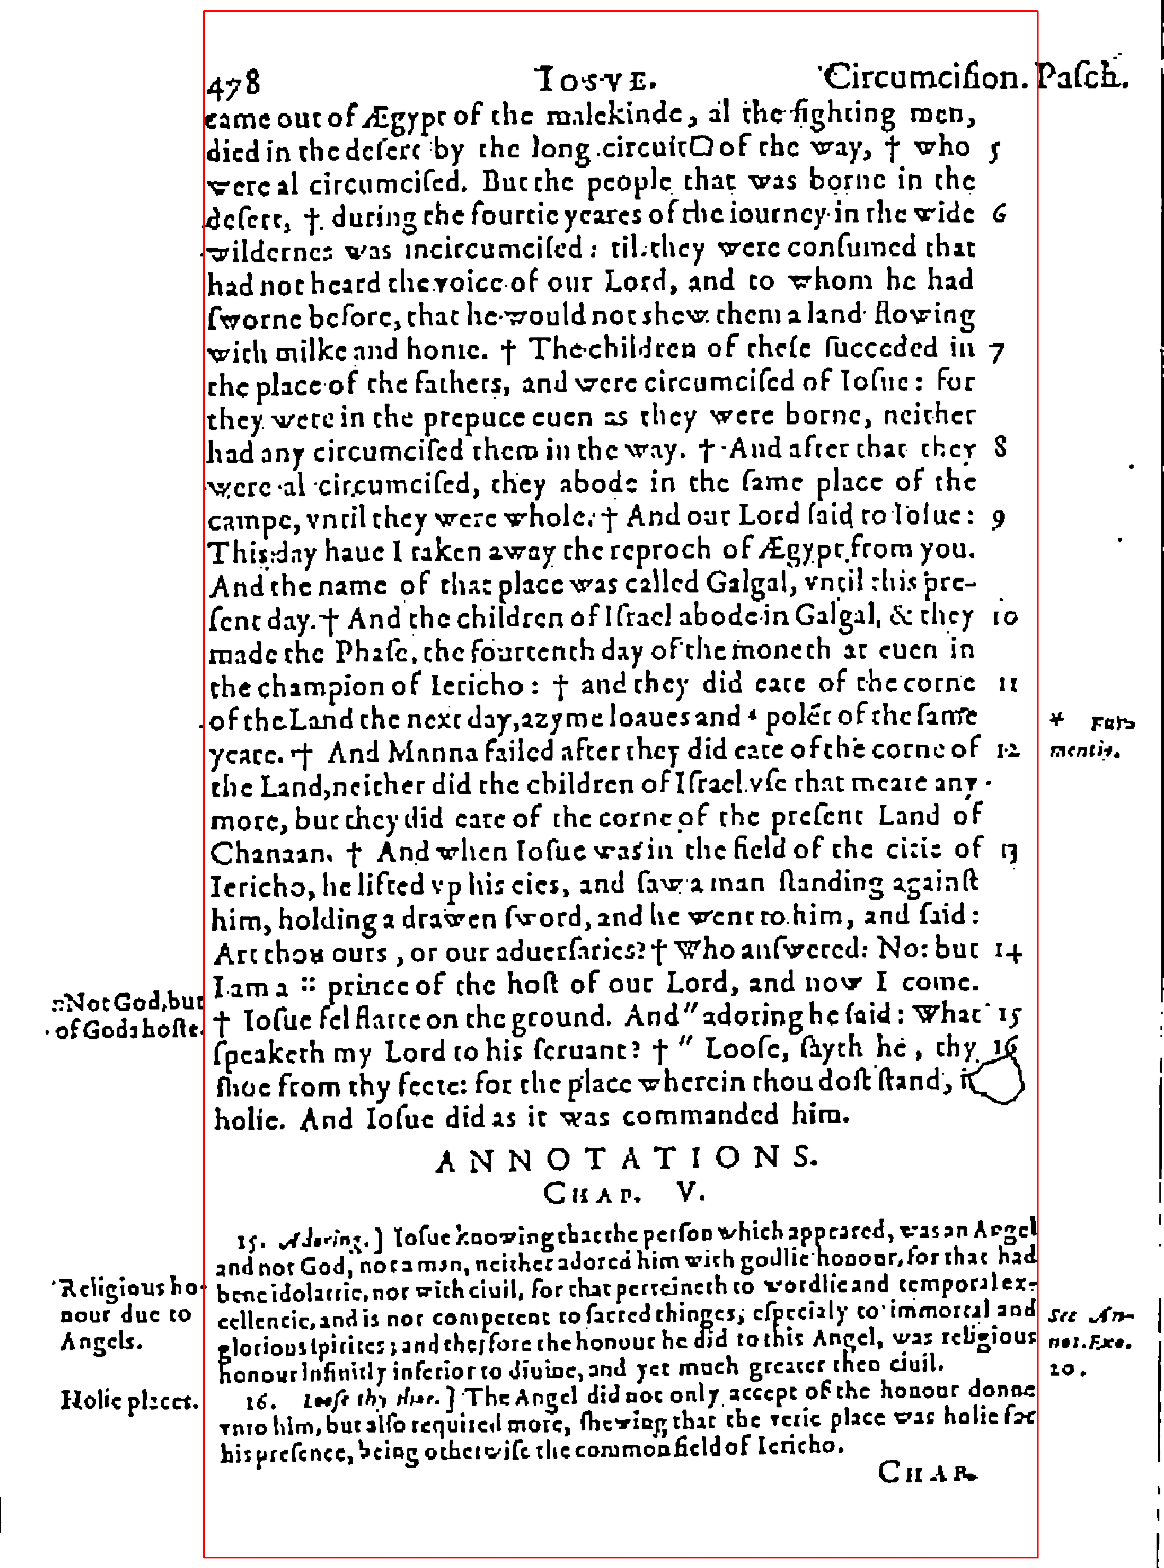 478 IOSVE. Circumcision. Pasch.
came out of Ægypt of the malekinde, al the fighting men,
died in the desert by the long circuit of the way, † who 5
were al circumcised. But the people that was borne in the
desert, †. during the fourtie yeares of the iourney in the wide 6
wildernes was incircumcised: til they were consumed that
had not heard the voice of our Lord, and to whom he had
sworne before, that he would not shew them a land flowing
with milke and honie. † The children of these succeded in 7
the place of the fathers, and were circumcised of Iosue: for
they were in the prepuce euen as they were borne, neither
had any circumcised them in the way. † And after that they 8
were al circumcised, they abode in the same place of the
campe, vntil they were whole. † And our Lord said to Iosue: 9
This day haue I taken away the reproch of Ægypt from you.
And the name of that place was called Galgal, vntil this pre-
sent day. † And the children of Israel abode in Galgal, & they 10
made the Phase, the fourtenth day of the moneth at euen in
the champion of Iericho: † and they did eate of the corne 11
of the Land the next day, azyme loaues and * polẽt of the same
yeare. † And Manna failed after they did eate of the corne of 12
the Land, neither did the children of Israel vse that meate any
more, but they did eate of the corne of the present Land of
Chanaan. † And when Iosue was in the field of the citie of 13
Iericho, he lifted vp his eies, and saw a man standing against
him, holding a drawen sword, and he went to him, and said:
Art thou ours, or our aduersaries? † Who answered: No: but 14
I am a :: prince of the host of our Lord, and now I come.
† Iosue fel flatte on the ground. And " adoring he said: What 15
speaketh my Lord to his seruant? † " Loose, sayth he, thy 16
shoe from thy feete: for the place wherein thou dost stand,
holie. And Iosue did as it was commanded him.
* Far
mentis.
:: Not God, but
of Gods hoste.
ANNOTATIONS.
CHAP. V.
15. Adoring.] Iosue knowing that the person which appeared, was an Angel
and not God, not a man, neither adored him with godlie honour, for that had
bene idolatrie, nor with ciuil, for that perteineth to wordlie and temporal ex-
cellencie, and is not competent to sacred thinges, especialy to immortal and
glorious spirites; and therfore the honour he did to this Angel, was religious
honour infinitly inferior to diuine, and yet much greater then ciuil.
16. Loose thy shoe.] The Angel did not only accept of the honour donne
vnto him, but also required more, shewing that the verie place was holie for
his presence, being otherwise the common field of Iericho.
Religious ho-
nour due to
Angels.
Holie places.
See An-
not. Exo.
20.
CHAP.